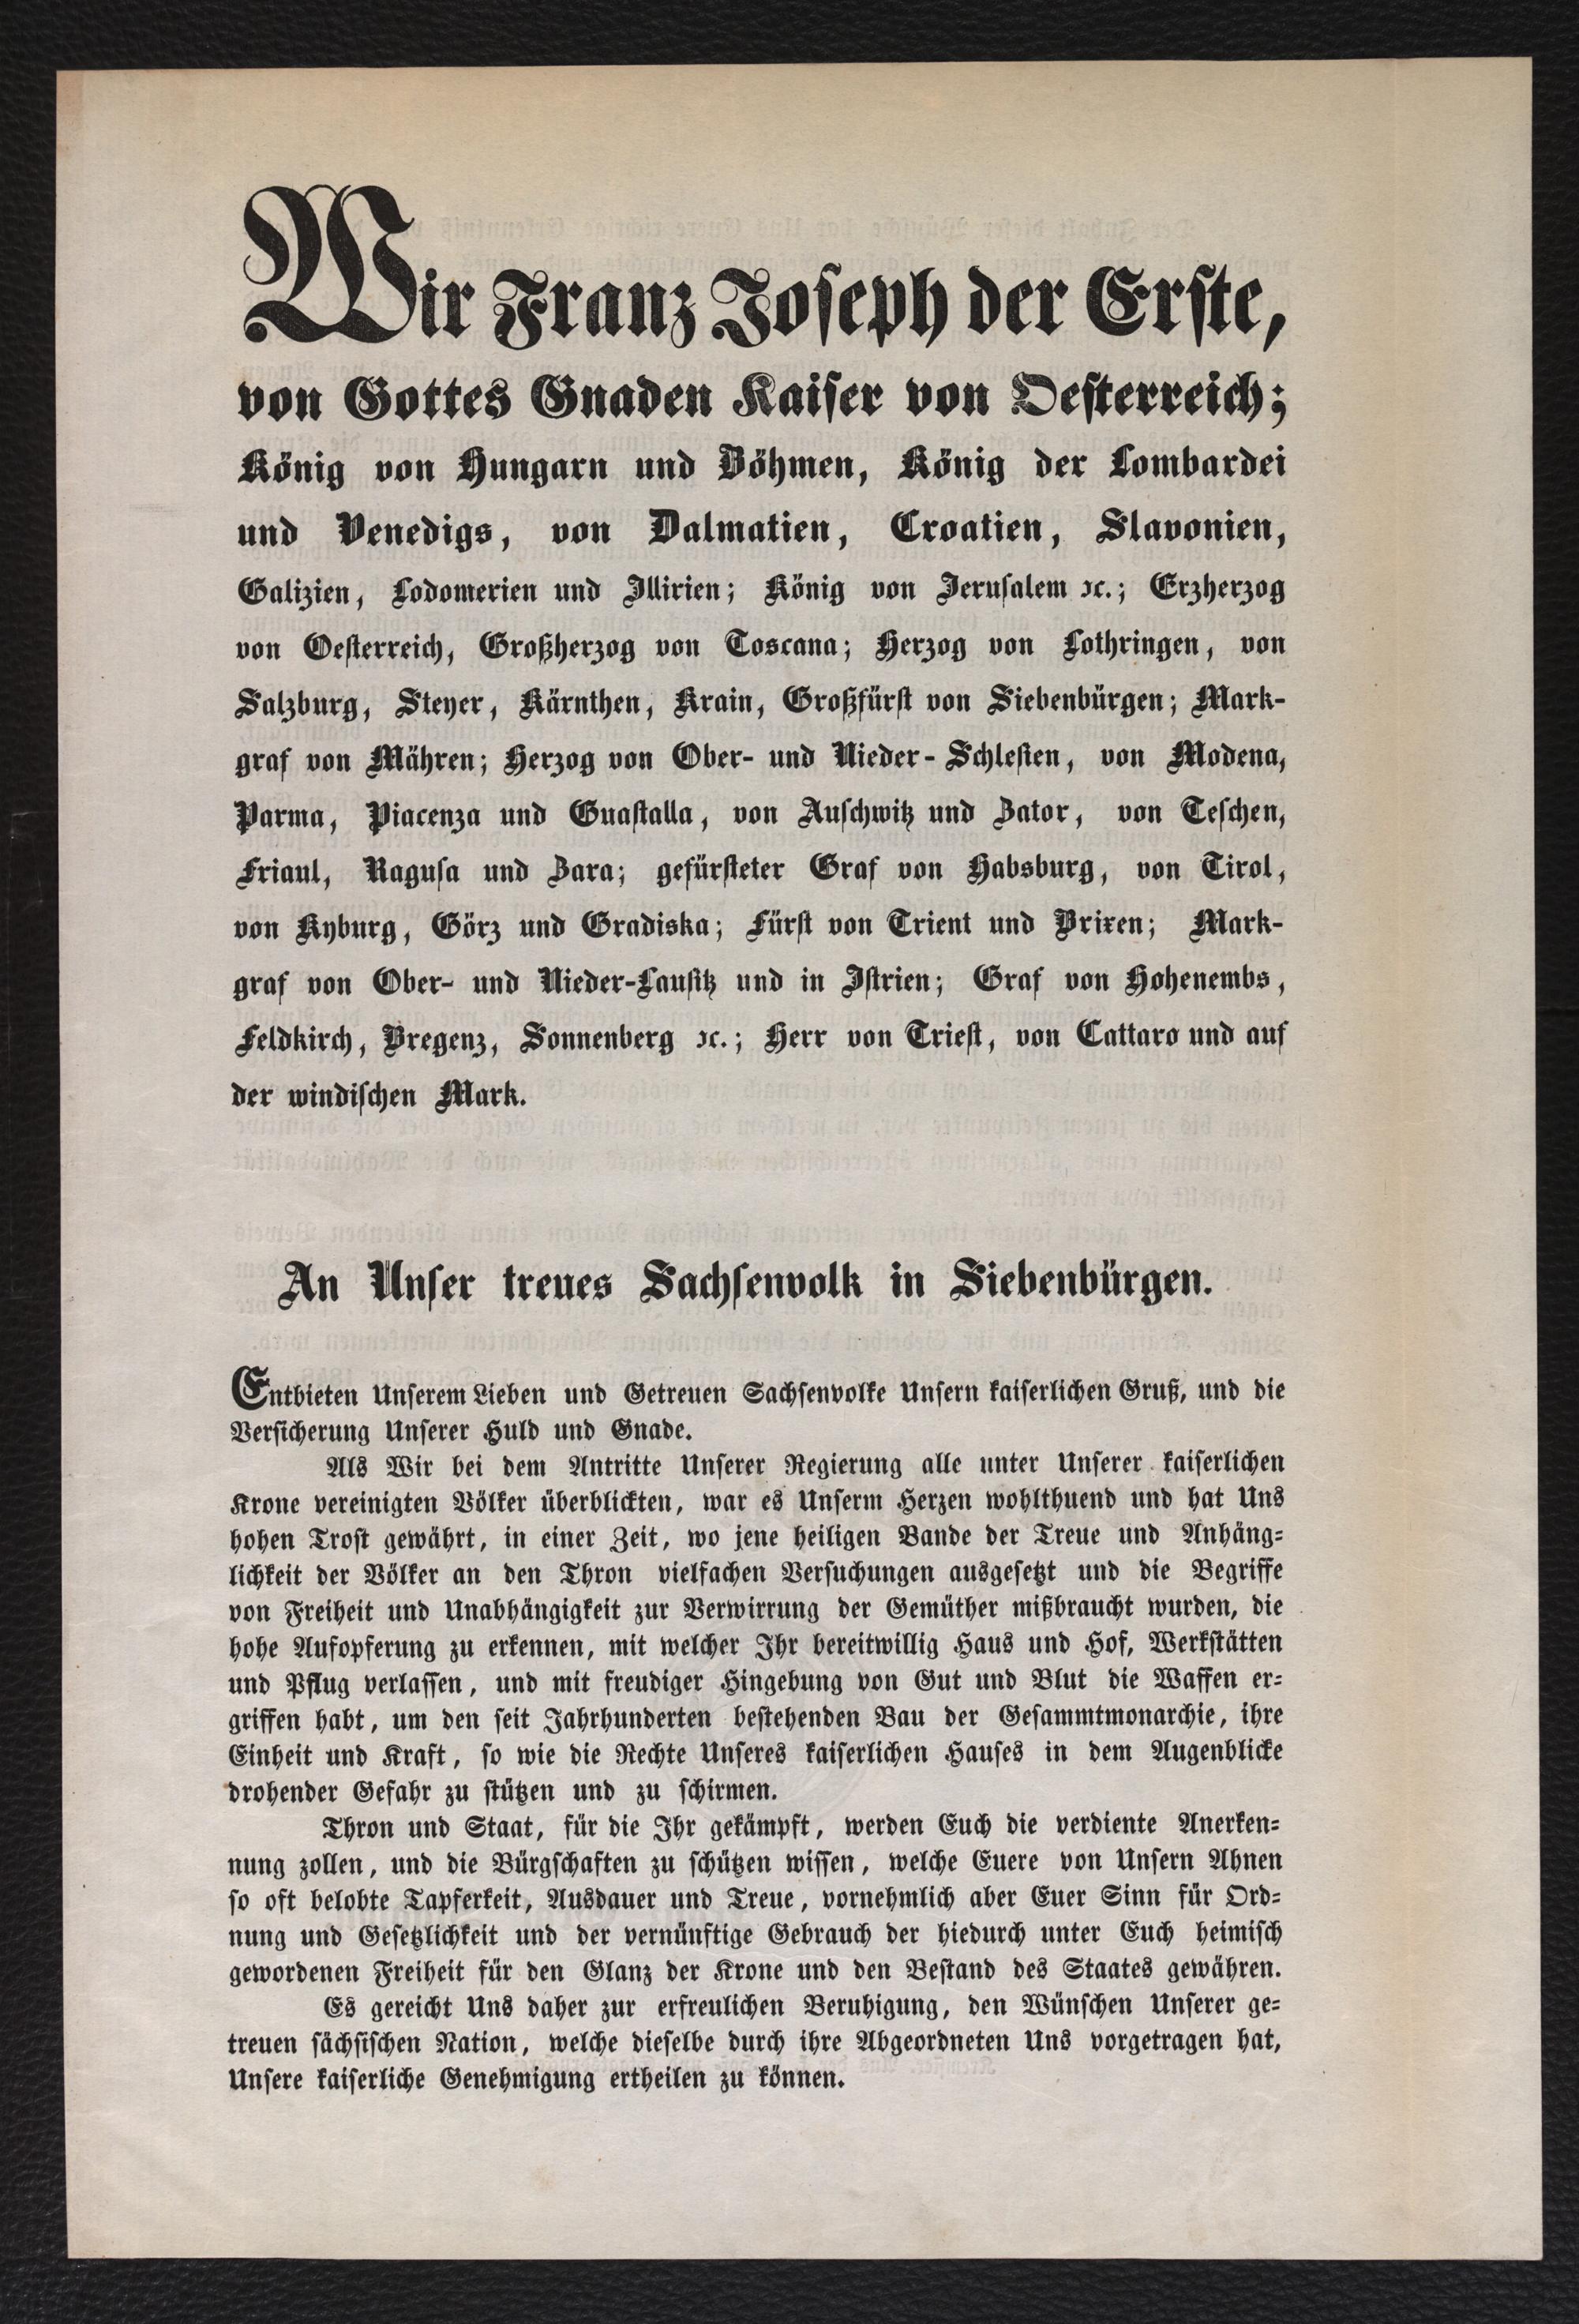 Wir Franz Joseph der Erste,
von Gottes Gnaden Kaiser von Oesterreich;
König von Hungarn und Böhmen, König der Lombardei
und Venedigs, von Dalmatien, Croatien, Slavonien,
Galizien, Lodomerien und Illirien; König von Jerusalem ꝛc.; Erzherzog
von Oesterreich, Großherzog von Toscana; Herzog von Lothringen, von
Salzburg, Steyer, Kärnthen, Krain, Großfürst von Siebenbürgen; Mark-
graf von Mähren; Herzog von Ober- und Nieder-Schlesien, von Modena,
Parma, Piacenza und Guastalla, von Auschwitz und Zator, von Teschen,
Friaul, Ragusa und Zara; gefürsteter Graf von Habsburg, von Tirol,
von Kyburg, Görz und Gradiska; Fürst von Trient und Brixen; Mark-
graf von Ober- und Nieder-Lausitz und in Istrien; Graf von Hohenembs,
Feldkirch, Bregenz, Sonnenberg ꝛc.; Herr von Triest, von Cattaro und auf
der windischen Mark.
An Unser treues Sachsenvolk in Siebenbürgen.
Entbieten Unserem Lieben und Getreuen Sachsenvolke Unsern kaiserlichen Gruß, und die
Versicherung Unserer Huld und Gnade.
Als Wir bei dem Antritte Unserer Regierung alle unter Unserer kaiserlichen
Krone vereinigten Völker überblickten, war es Unserm Herzen wohlthuend und hat Uns
hohen Trost gewährt, in einer Zeit, wo jene heiligen Bande der Treue und Anhäng-
lichkeit der Völker an den Thron vielfachen Versuchungen ausgesetzt und die Begriffe
von Freiheit und Unabhängigkeit zur Verwirrung der Gemüther mißbraucht wurden, die
hohe Aufopferung zu erkennen, mit welcher Ihr bereitwillig Haus und Hof, Werkstätten
und Pflug verlassen, und mit freudiger Hingebung von Gut und Blut die Waffen er-
griffen habt, um den seit Jahrhunderten bestehenden Bau der Gesammtmonarchie, ihre
Einheit und Kraft, so wie die Rechte Unseres kaiserlichen Hauses in dem Augenblicke
drohender Gefahr zu stützen und zu schirmen.
Thron und Staat, für die Ihr gekämpft, werden Euch die verdiente Anerken-
nung zollen, und die Bürgschaften zu schützen wissen, welche Euere von Unsern Ahnen
so oft belobte Tapferkeit, Ausdauer und Treue, vornehmlich aber Euer Sinn für Ord-
nung und Gesetzlichkeit und der vernünftige Gebrauch der hiedurch unter Euch heimisch
gewordenen Freiheit für den Glanz der Krone und den Bestand des Staates gewähren.
Es gereicht Uns daher zur erfreulichen Beruhigung, den Wünschen Unserer ge-
treuen sächsischen Nation, welche dieselbe durch ihre Abgeordneten Uns vorgetragen hat,
Unsere kaiserliche Genehmigung ertheilen zu können.